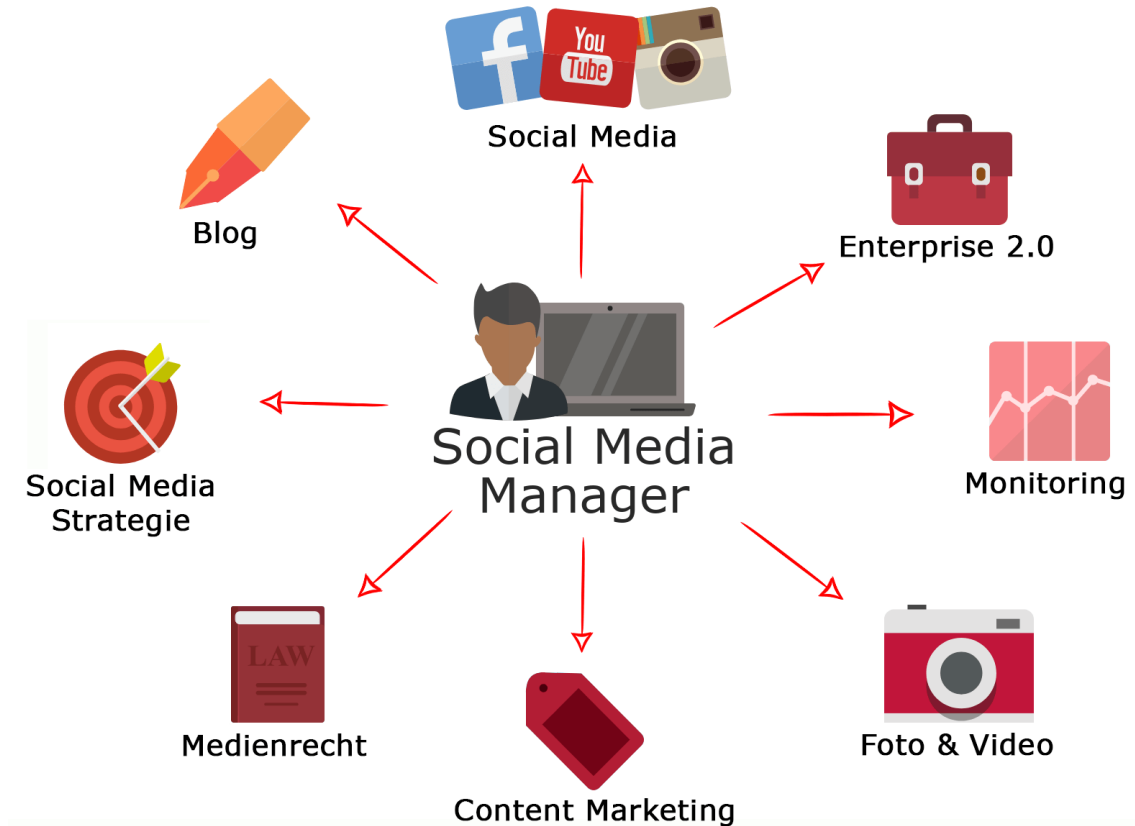 You
Tube
Social Media
Blog
Enterprise 2.0
Social Media
Strategie
Social Media
Manager
Monitoring
LAW
Medienrecht
Content Marketing
Foto & Video